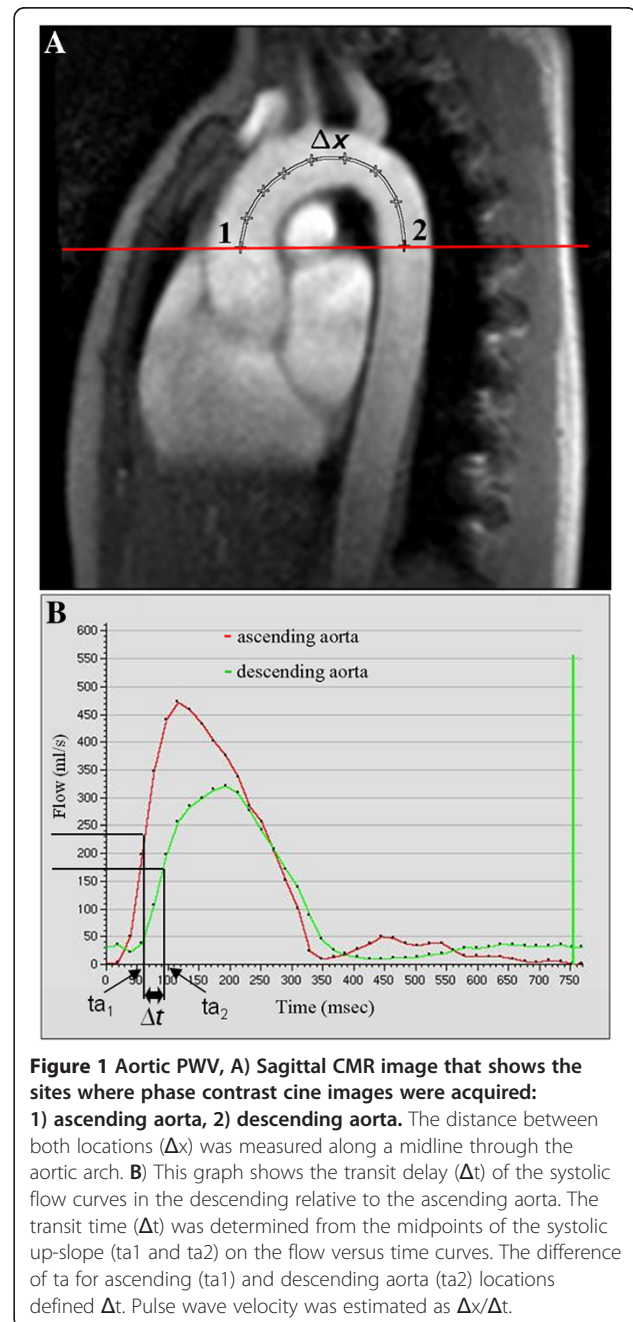 A
Δx
1
2
B
600
550
500
450
400
350
300
250
200
150
100
50
0
Flow (ml/s)
ascending aorta
descending aorta
0 50 100 150 200 250 300 350 400 450 500 550 600 650 700 750
ta1
Δt
ta2
Time (msec)
Figure 1 Aortic PWV, A) Sagittal CMR image that shows the
sites where phase contrast cine images were acquired:
1) ascending aorta, 2) descending aorta. The distance between
both locations (Δx) was measured along a midline through the
aortic arch. B) This graph shows the transit delay (Δt) of the systolic
flow curves in the descending relative to the ascending aorta. The
transit time (Δt) was determined from the midpoints of the systolic
up-slope (ta1 and ta2) on the flow versus time curves. The difference
of ta for ascending (ta1) and descending aorta (ta2) locations
defined Δt. Pulse wave velocity was estimated as Δx/Δt.